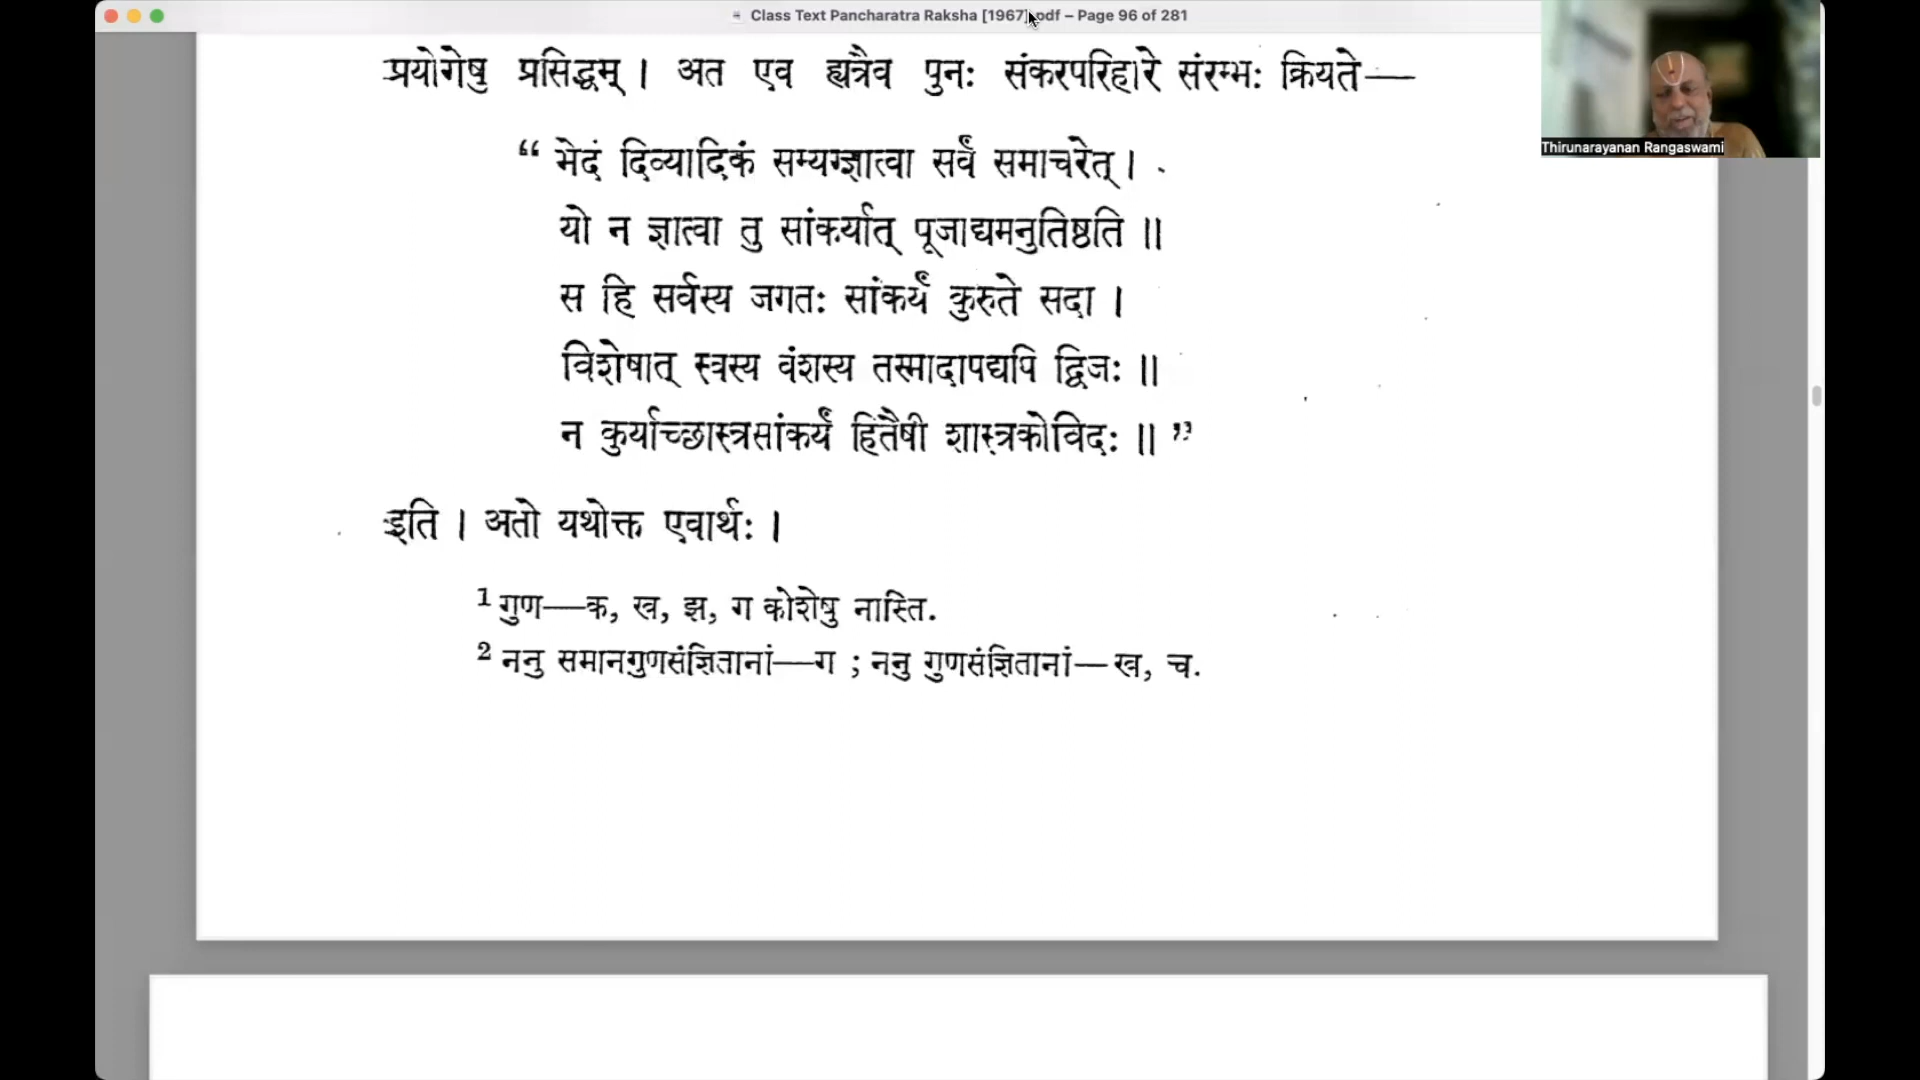 Class Text Pancharatra Raksha [1967].pdf – Page 96 of 281
Thirunarayanan Rangaswami
प्रयोगेषु प्रसिद्धम् । अत एव ह्यत्रैव पुनः संकरपरिहारे संरम्भः क्रियते—
“ भेदं दिव्यादिकं सम्यग्ज्ञात्वा सर्वं समाचरेत् ।
यो न ज्ञात्वा तु सांकर्यात् पूजाद्यमनुतिष्ठति ॥
स हि सर्वस्य जगतः सांकर्यं कुरुते सदा ।
विशेषात् स्वस्य वंशस्य तस्मादापद्यपि द्विजः ॥
न कुर्याच्छास्त्रसांकर्यं हितैषी शास्त्रकोविदः ॥ ”
इति । अतो यथोक्त एवार्थः ।
1 गुण—क, ख, झ, ग कोशेषु नास्ति.
2 ननु समानगुणसंज्ञितानां—ग ; ननु गुणसंज्ञितानां—ख, च.